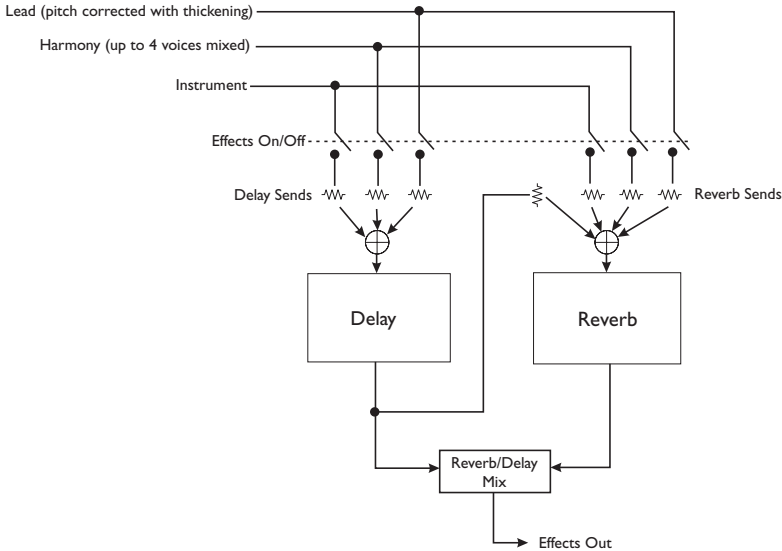 Lead (pitch corrected with thickening)
Harmony (up to 4 voices mixed)
Instrument
Effects On/Off
Delay Sends
Reverb Sends
Delay
Reverb
Reverb/Delay
Mix
Effects Out